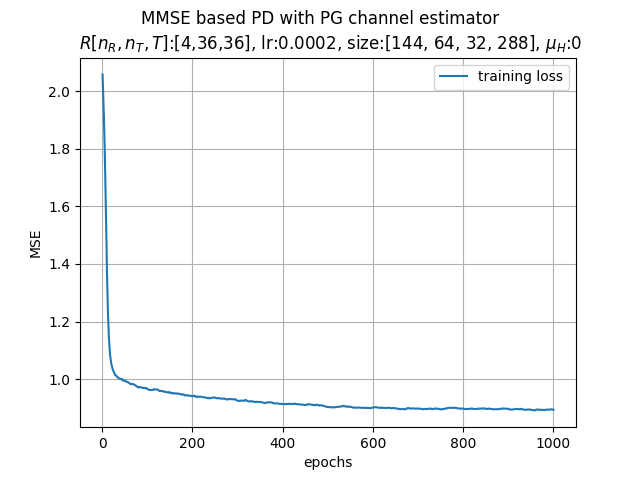 MMSE based PD with PG channel estimator
R[n_R, n_T, T]:[4,36,36], lr:0.0002, size:[144, 64, 32, 288], μ_H:0
training loss
2.0
1.8
1.6
1.4
1.2
1.0
MSE
0 200 400 600 800 1000
epochs